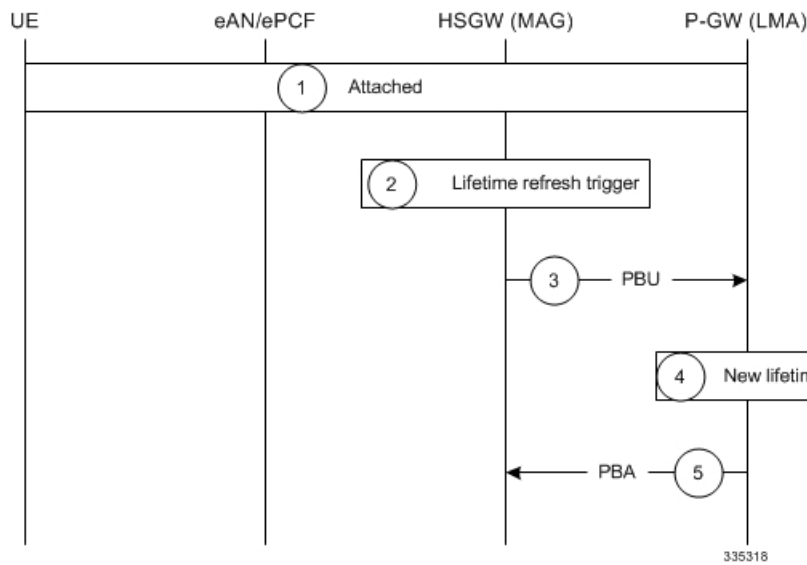 UE
eAN/ePCF
HSGW (MAG)
P-GW (LMA)
1
Attached
2
Lifetime refresh trigger
3
PBU
4
New
PBA
5
335318